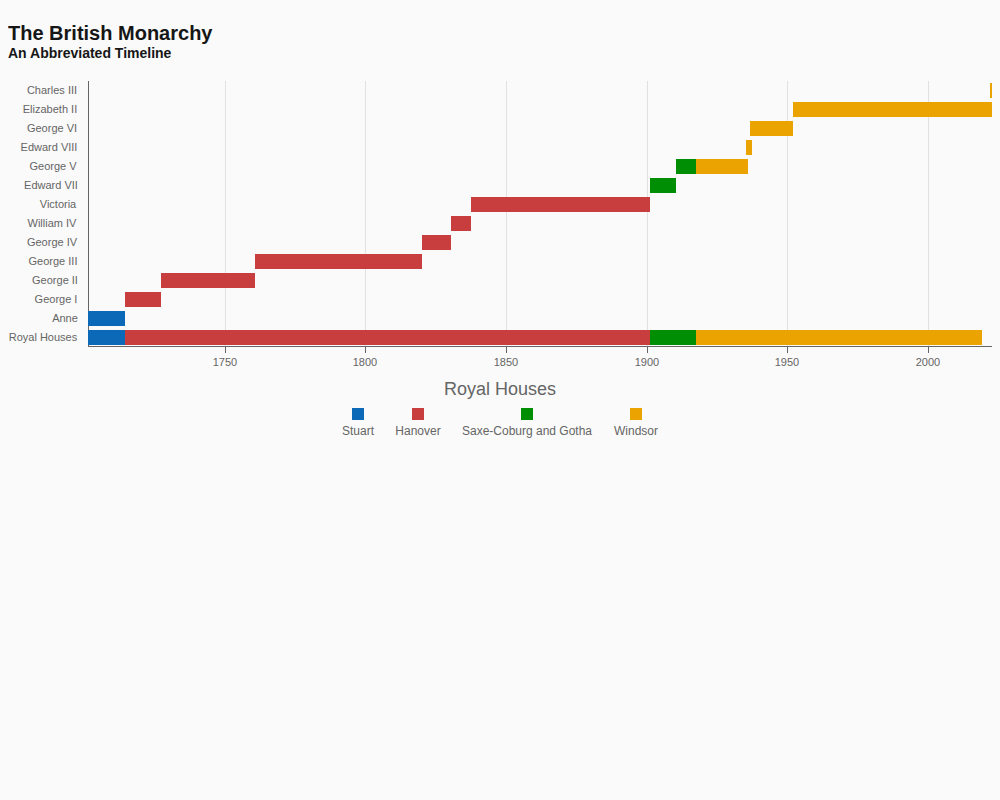 The British Monarchy
An Abbreviated Timeline
Charles III
Elizabeth II
George VI
Edward VIII
George V
Edward VII
Victoria
William IV
George IV
George III
George II
George I
Anne
Royal Houses
1750 1800 1850 1900 1950 2000
Royal Houses
Stuart Hanover Saxe-Coburg and Gotha Windsor